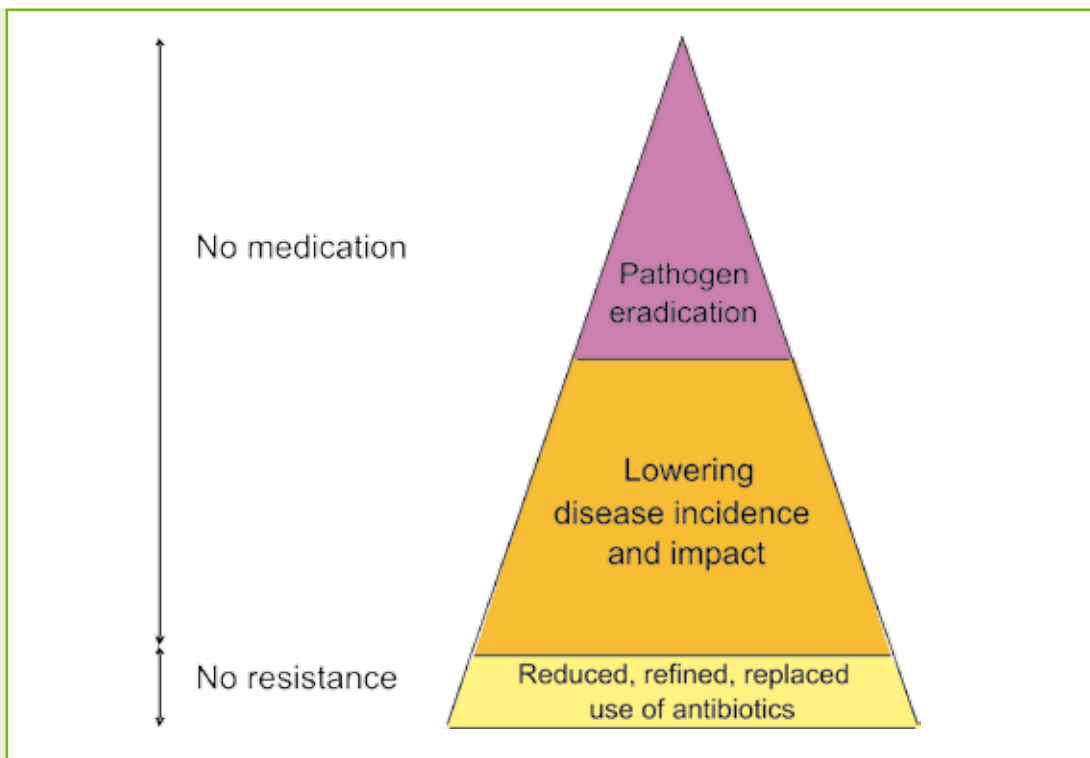 No medication
Pathogen
eradication
Lowering
disease incidence
and impact
No resistance
Reduced, refined, replaced
use of antibiotics